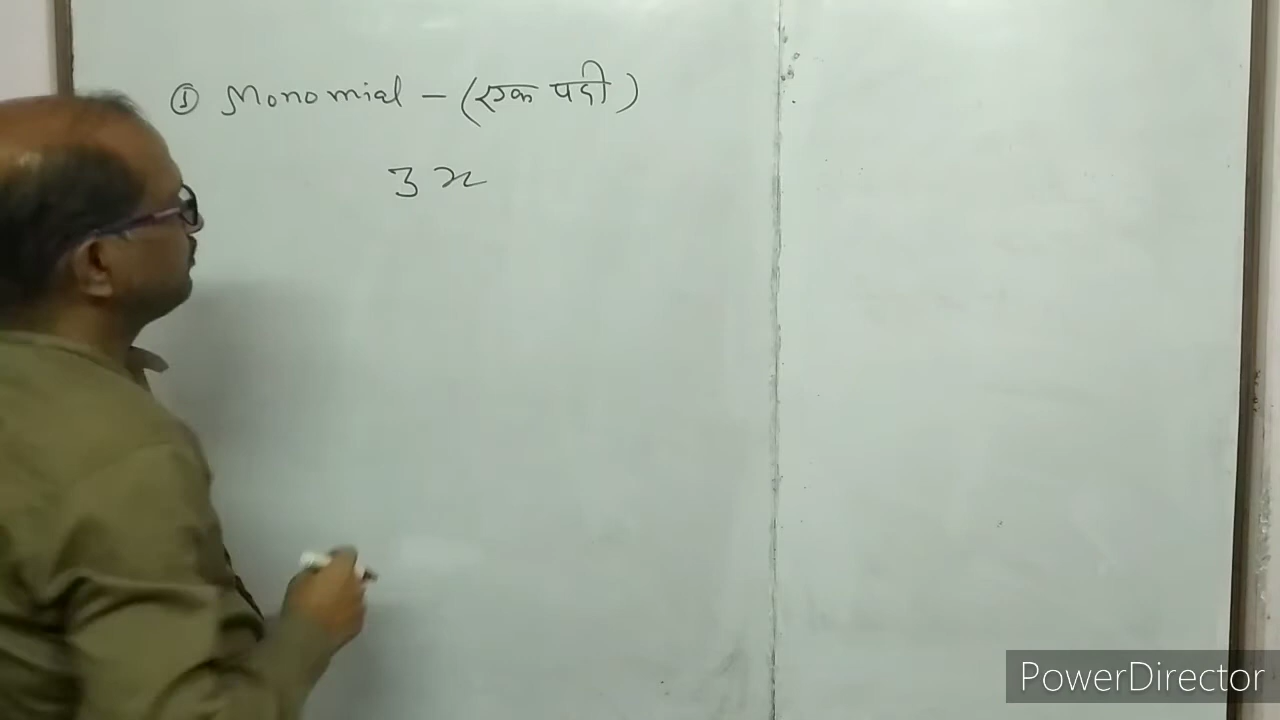 ① Monomial - (एक पदी)
3x
PowerDirector